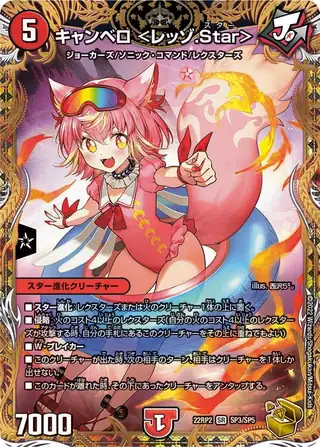 5
キャンベロ <レッゾ.Star>
スター
ジョーカーズ/ソニック・コマンド/レクスターズ
スター進化クリーチャー
illus. 西沢5㍉
■スター進化：レクスターズまたは火のクリーチャー1体の上に置く。
■侵略：火のコスト4以上のレクスターズ(自分の火のコスト4以上のレクスターズ
が攻撃する時、自分の手札にあるこのクリーチャーをその上に重ねてもよい)
■W・ブレイカー
■このクリーチャーが出た時、次の相手のターン、相手はクリーチャーを1体しか
出せない。
■このカードが離れた時、その下にあったクリーチャーをアンタップする。
7000
22RP2 SR SP3/SP5